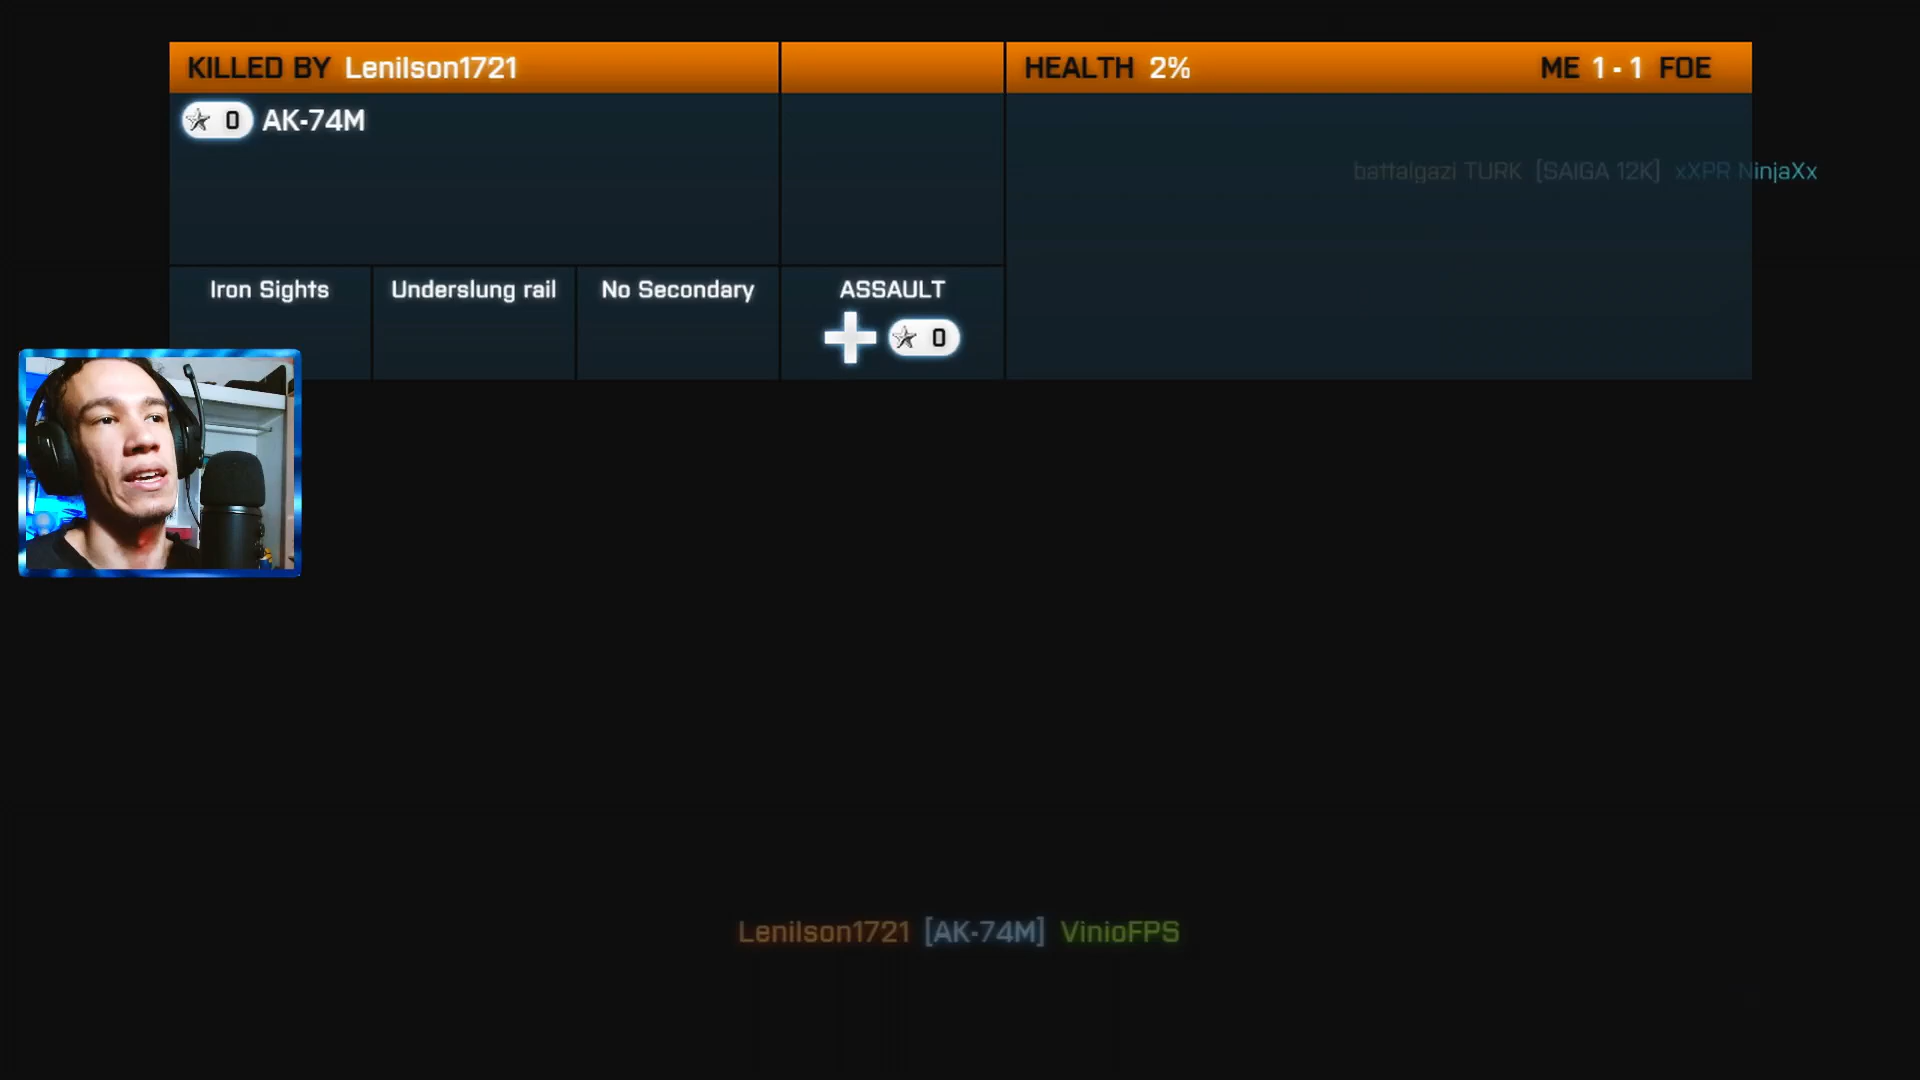 KILLED BY Lenilson1721
HEALTH 2%
ME 1 - 1 FOE
0 AK-74M
battalgazi TURK [SAIGA 12K] xXPR NinjaXx
Iron Sights
Underslung rail
No Secondary
ASSAULT
0
Lenilson1721 [AK-74M] VinioFPS